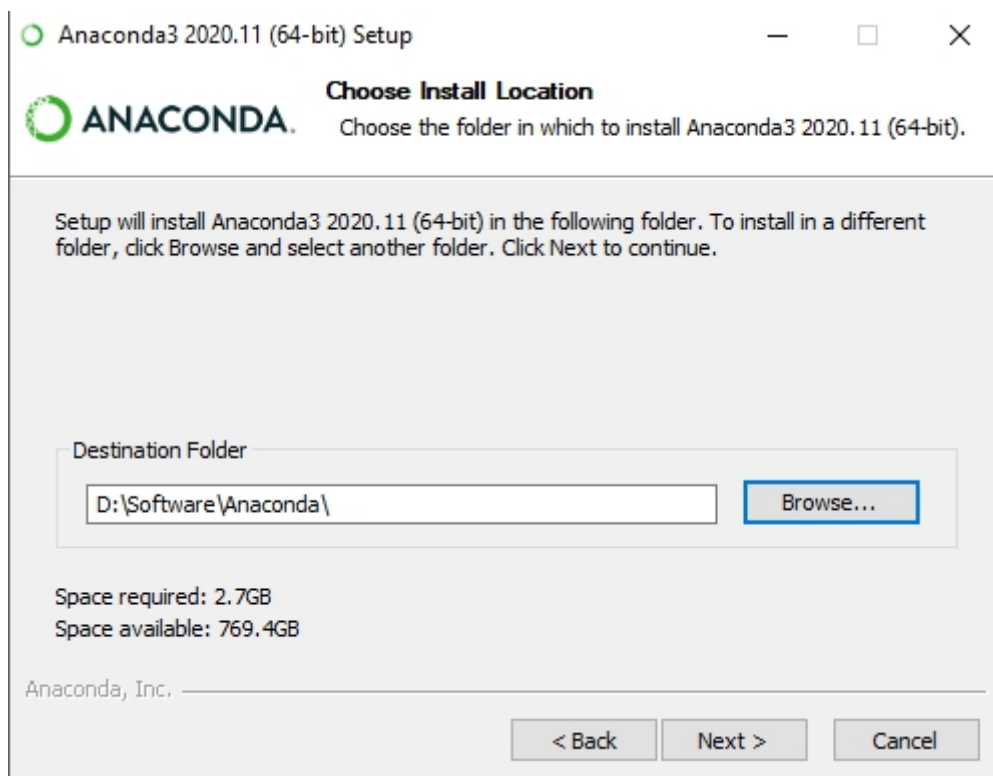 Anaconda3 2020.11 (64-bit) Setup
ANACONDA.
Choose Install Location
Choose the folder in which to install Anaconda3 2020.11 (64-bit).
Setup will install Anaconda3 2020.11 (64-bit) in the following folder. To install in a different
folder, click Browse and select another folder. Click Next to continue.
Destination Folder
D:\Software\Anaconda\
Browse...
Space required: 2.7GB
Space available: 769.4GB
Anaconda, Inc.
< Back
Next >
Cancel